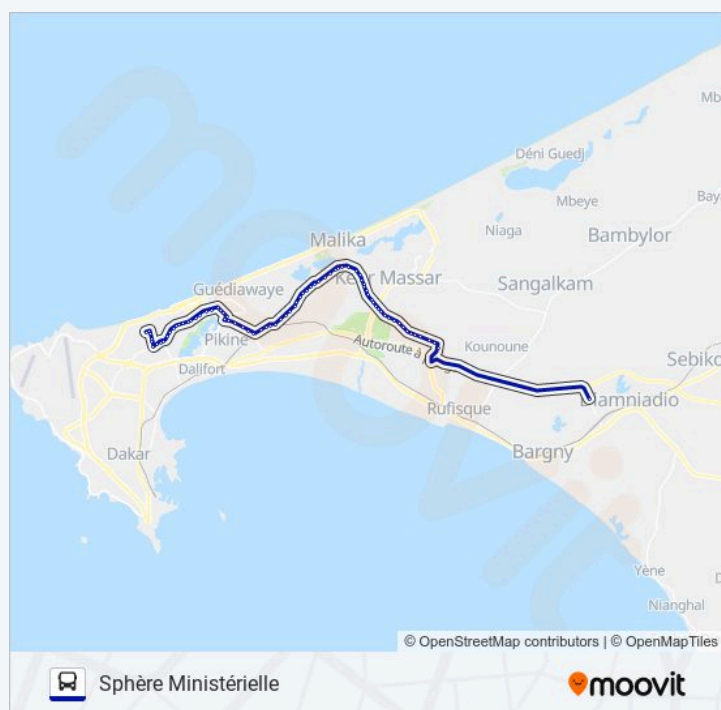 Mb
Déni Guedj
Mbeye
Bay
Niaga
Bambylor
Malika
Keur Massar
Sangalkam
Guédiawaye
Pikine
Autoroute à
Kounoune
Sebiko
Dalifort
Diamniadio
Rufisque
Dakar
Bargny
Yène
D
Nianghal
© OpenStreetMap contributors | © OpenMapTiles
Sphère Ministérielle
moovit